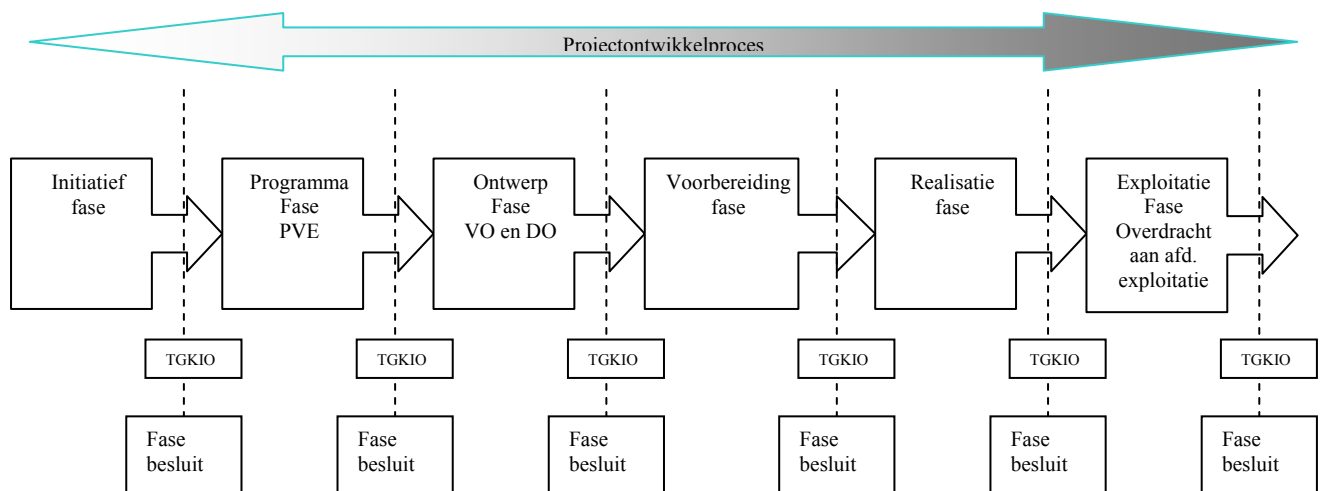 Projectontwikkelproces
Initiatief
fase
Programma
Fase
PVE
Ontwerp
Fase
VO en DO
Voorbereiding
fase
Realisatie
fase
Exploitatie
Fase
Overdracht
aan afd.
exploitatie
TGKIO
TGKIO
TGKIO
TGKIO
TGKIO
TGKIO
Fase
besluit
Fase
besluit
Fase
besluit
Fase
besluit
Fase
besluit
Fase
besluit